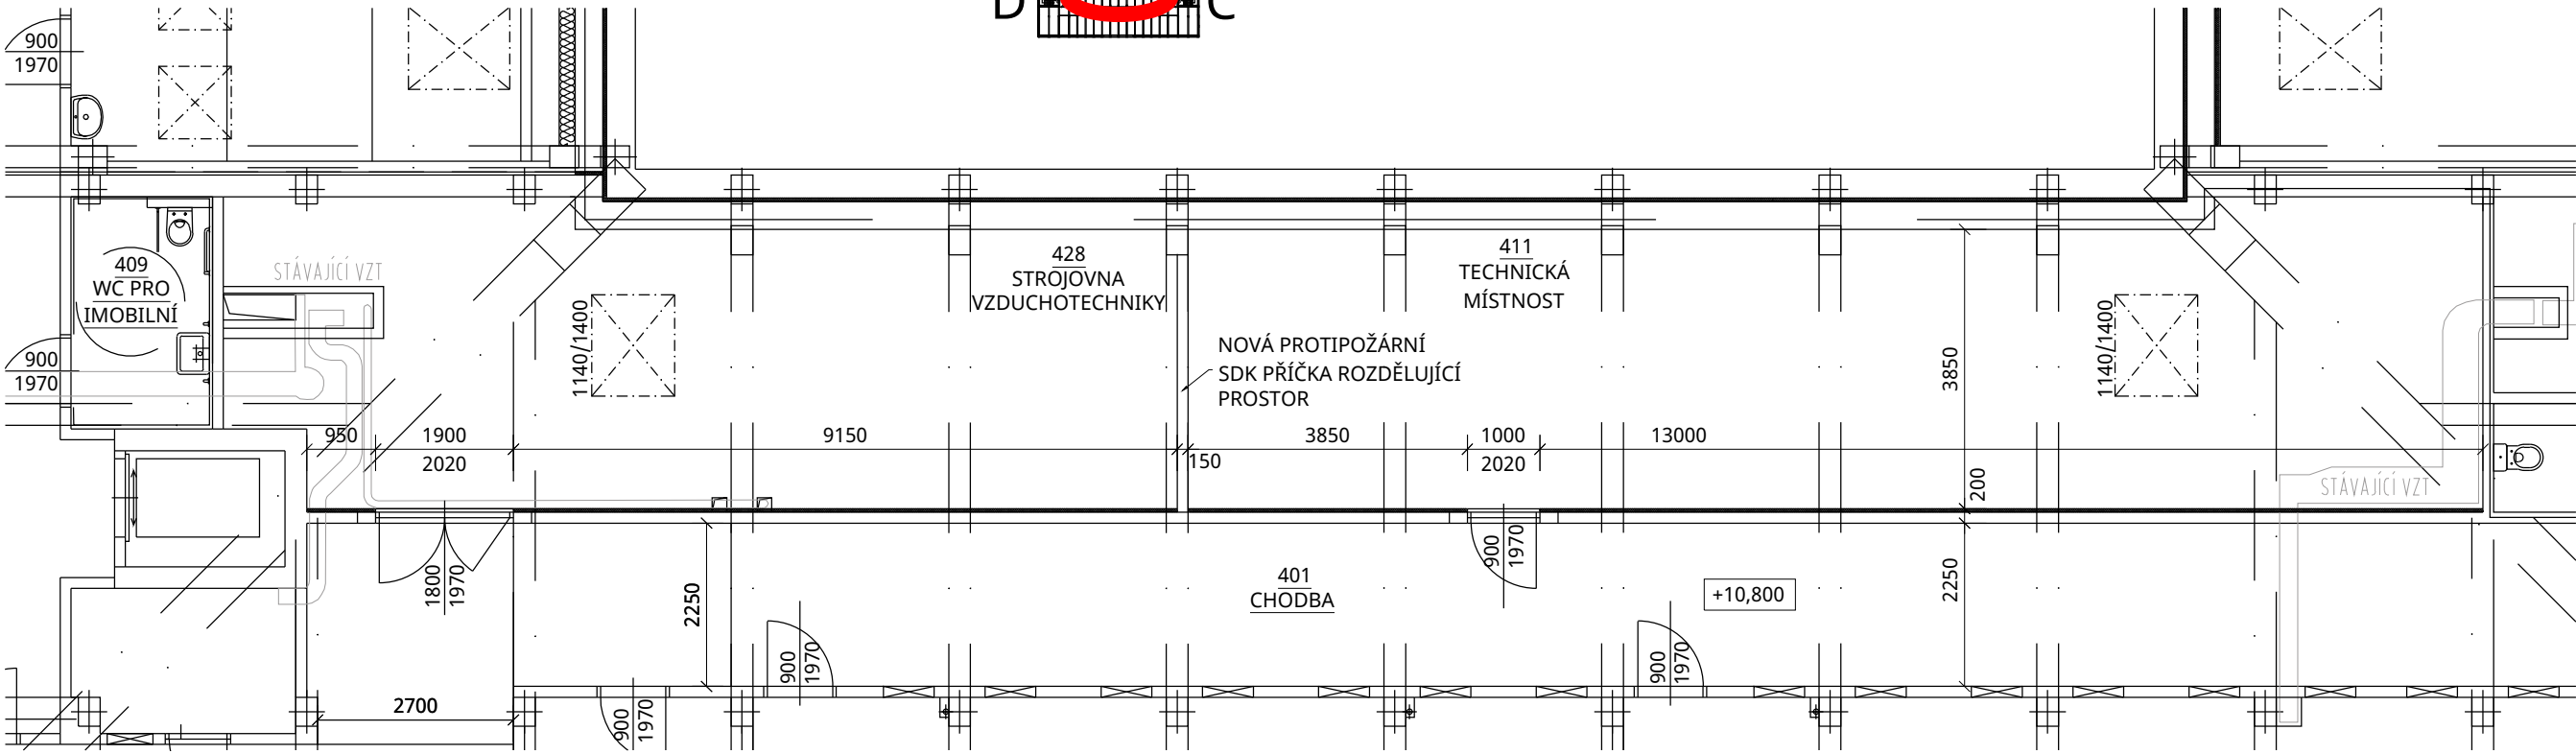 D C
900
1970
409
WC PRO
IMOBILNÍ
900
1970
STÁVAJÍCÍ VZT
1140/1400
428
STROJOVNA
VZDUCHOTECHNIKY
411
TECHNICKÁ
MÍSTNOST
NOVÁ PROTIPOŽÁRNÍ
SDK PŘÍČKA ROZDĚLUJÍCÍ
PROSTOR
3850
1140/1400
950
1900
2020
9150
150
3850
1000
2020
13000
200
STÁVAJÍCÍ VZT
1800
1970
2250
900
1970
401
CHODBA
+10,800
2250
900
1970
900
1970
2700
900
1970